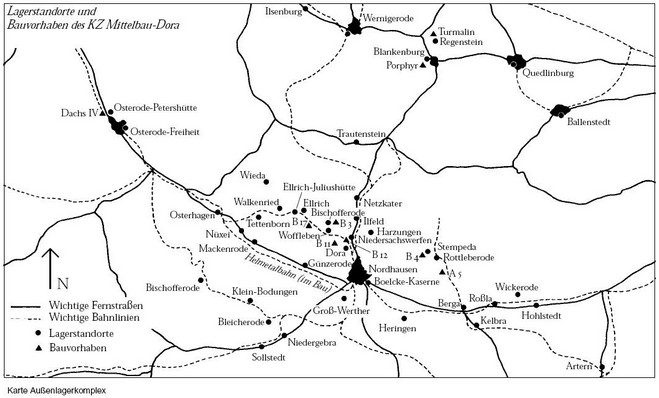 Lagerstandorte und
Bauvorhaben des KZ Mittelbau-Dora
Ilsenburg
Wernigerode
Turmalin
Regenstein
Blankenburg
Porphyr
Quedlinburg
Dachs IV
Osterode-Petershütte
Osterode-Freiheit
Ballenstedt
Trautenstein
Wieda
Ellrich-Juliushütte
Walkenried
Ellrich
Netzkater
Osterhagen
Bischofferode
Tettenborn
B 17
B 3
Ilfeld
Nüxei
Woffleben
Harzungen
Mackenrode
B 11
Niedersachswerfen
Stempeda
Dora
B 12
B 4
Rottleberode
Helmetalbahn (im Bau)
Günzerode
Nordhausen
A 5
N
Bischofferode
Boelcke-Kaserne
Klein-Bodungen
Wickerode
Wichtige Fernstraßen
Roßla
Wichtige Bahnlinien
Groß-Werther
Berga
Hohlstedt
Lagerstandorte
Bleicherode
Heringen
Kelbra
Bauvorhaben
Niedergebra
Sollstedt
Artern
Karte Außenlagerkomplex